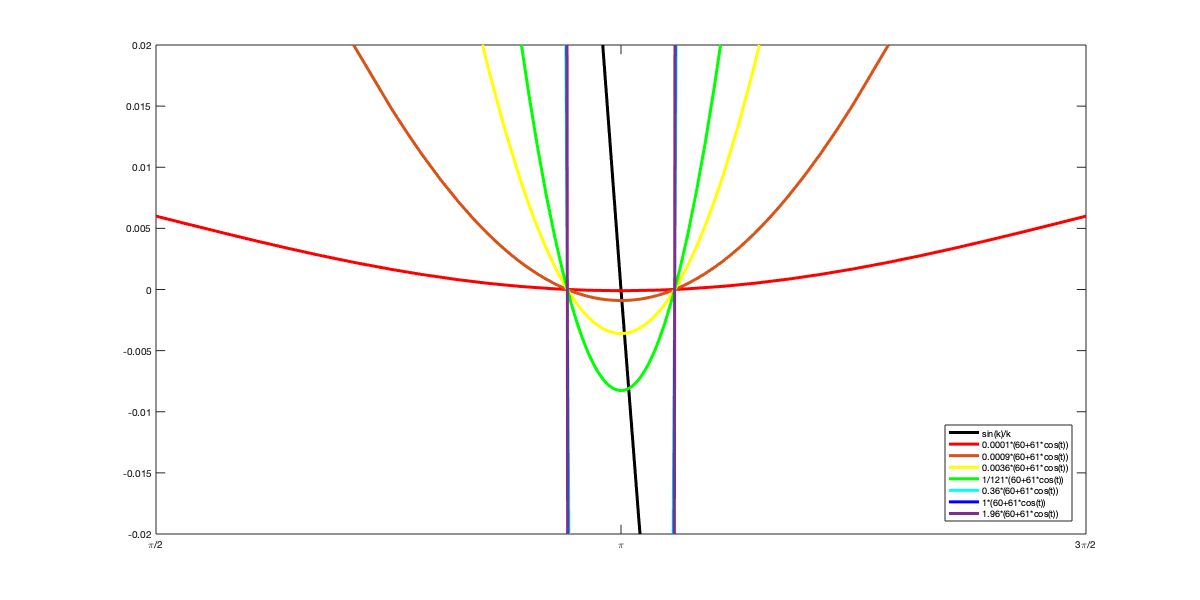 0.02
0.015
0.01
0.005
0
-0.005
-0.01
-0.015
-0.02
π/2
π
3π/2
sin(k)/k
0.0001*(60+61*cos(t))
0.0009*(60+61*cos(t))
0.0036*(60+61*cos(t))
1/121*(60+61*cos(t))
0.36*(60+61*cos(t))
1*(60+61*cos(t))
1.96*(60+61*cos(t))